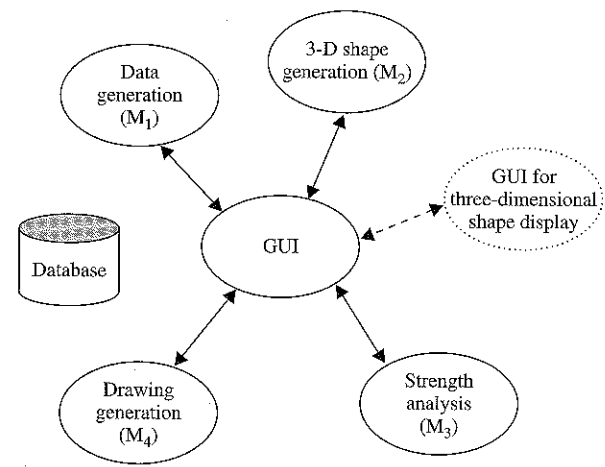 Data
generation
(M₁)
3-D shape
generation (M₂)
GUI for
three-dimensional
shape display
GUI
Database
Drawing
generation
(M₄)
Strength
analysis
(M₃)